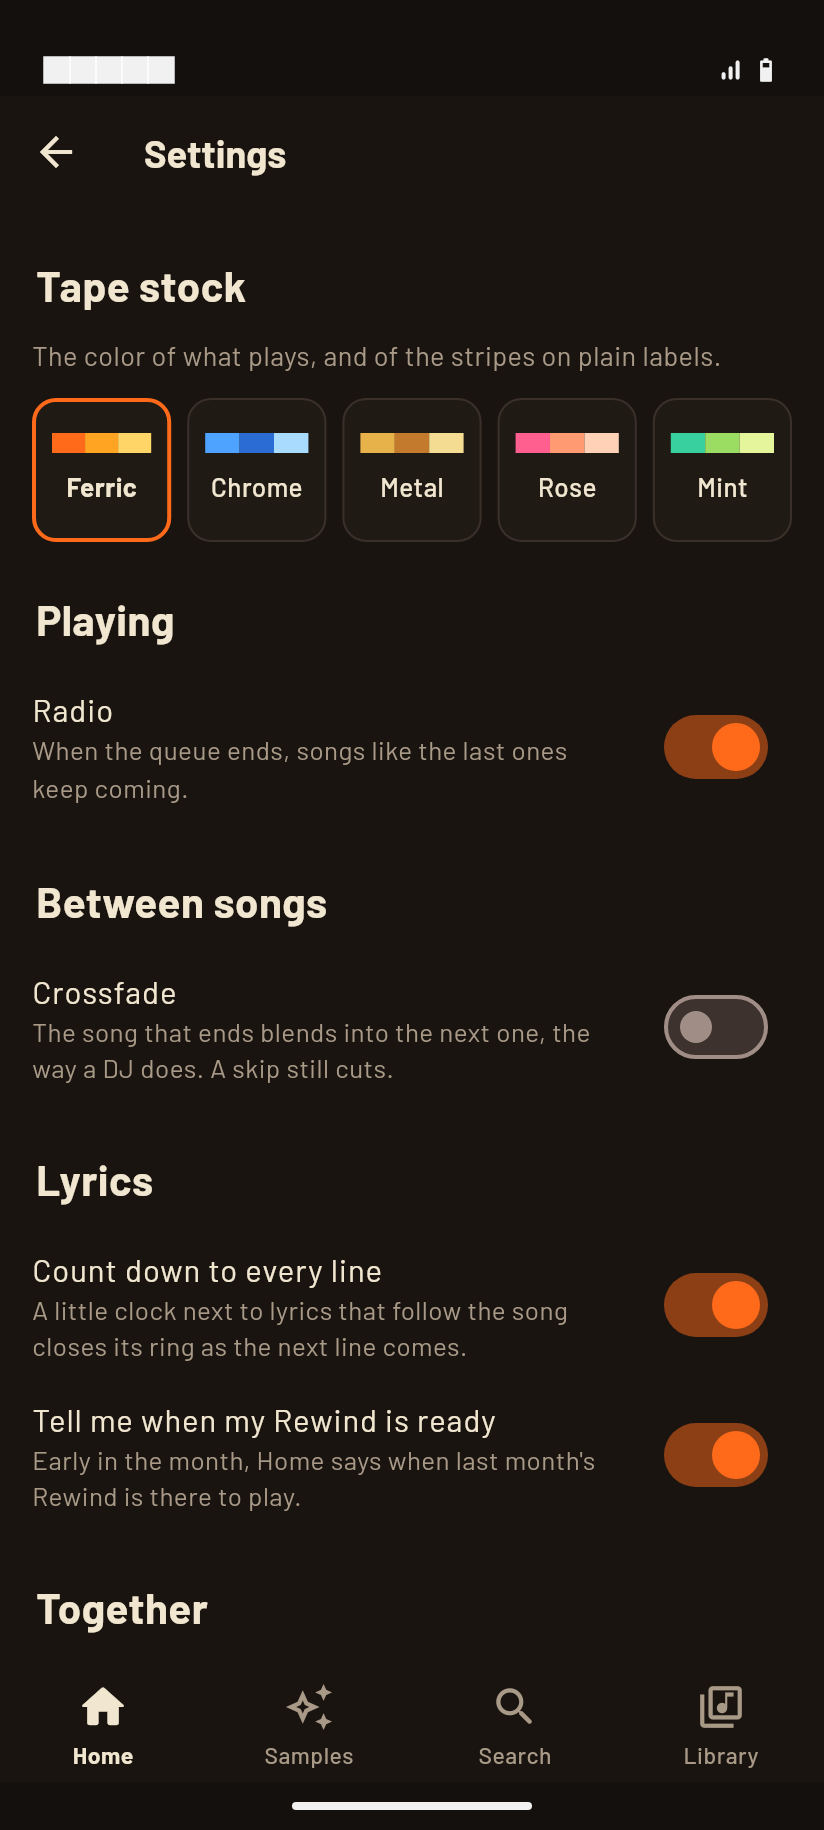 Settings
Tape stock
The color of what plays, and of the stripes on plain labels.
Ferric Chrome Metal Rose Mint
Playing
Radio
When the queue ends, songs like the last ones
keep coming.
Between songs
Crossfade
The song that ends blends into the next one, the
way a DJ does. A skip still cuts.
Lyrics
Count down to every line
A little clock next to lyrics that follow the song
closes its ring as the next line comes.
Tell me when my Rewind is ready
Early in the month, Home says when last month's
Rewind is there to play.
Together
Home Samples Search Library